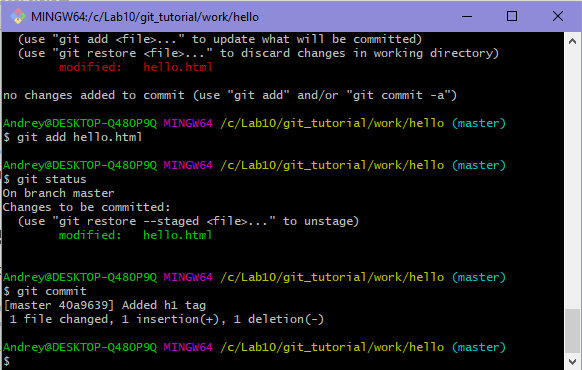 MINGW64:/c/Lab10/git_tutorial/work/hello
(use "git add <file>..." to update what will be committed)
(use "git restore <file>..." to discard changes in working directory)
modified: hello.html
no changes added to commit (use "git add" and/or "git commit -a")
Andrey@DESKTOP-Q480P9Q MINGW64 /c/Lab10/git_tutorial/work/hello (master)
$ git add hello.html
Andrey@DESKTOP-Q480P9Q MINGW64 /c/Lab10/git_tutorial/work/hello (master)
$ git status
On branch master
Changes to be committed:
(use "git restore --staged <file>..." to unstage)
modified: hello.html
Andrey@DESKTOP-Q480P9Q MINGW64 /c/Lab10/git_tutorial/work/hello (master)
$ git commit
[master 40a9639] Added h1 tag
1 file changed, 1 insertion(+), 1 deletion(-)
Andrey@DESKTOP-Q480P9Q MINGW64 /c/Lab10/git_tutorial/work/hello (master)
$